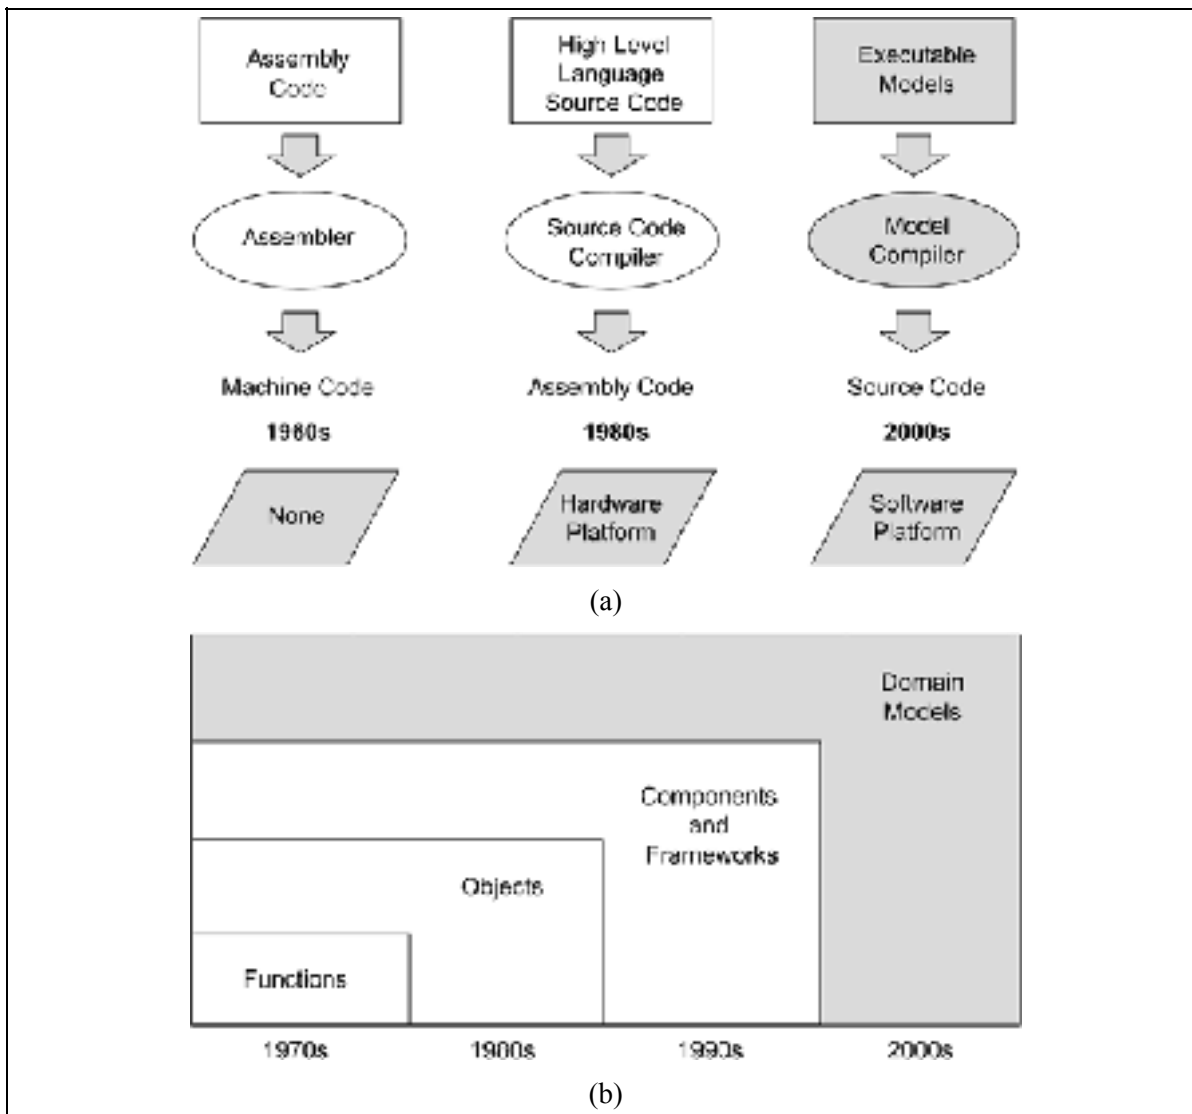 Assembly
Code
High Level
Language
Source Code
Executable
Models
Assembler
Source Code
Compiler
Model
Compiler
Machine Code
Assembly Code
Source Code
1960s
1980s
2000s
None
Hardware
Platform
Software
Platform
(a)
Domain
Models
Components
and
Frameworks
Objects
Functions
1970s
1980s
1990s
2000s
(b)